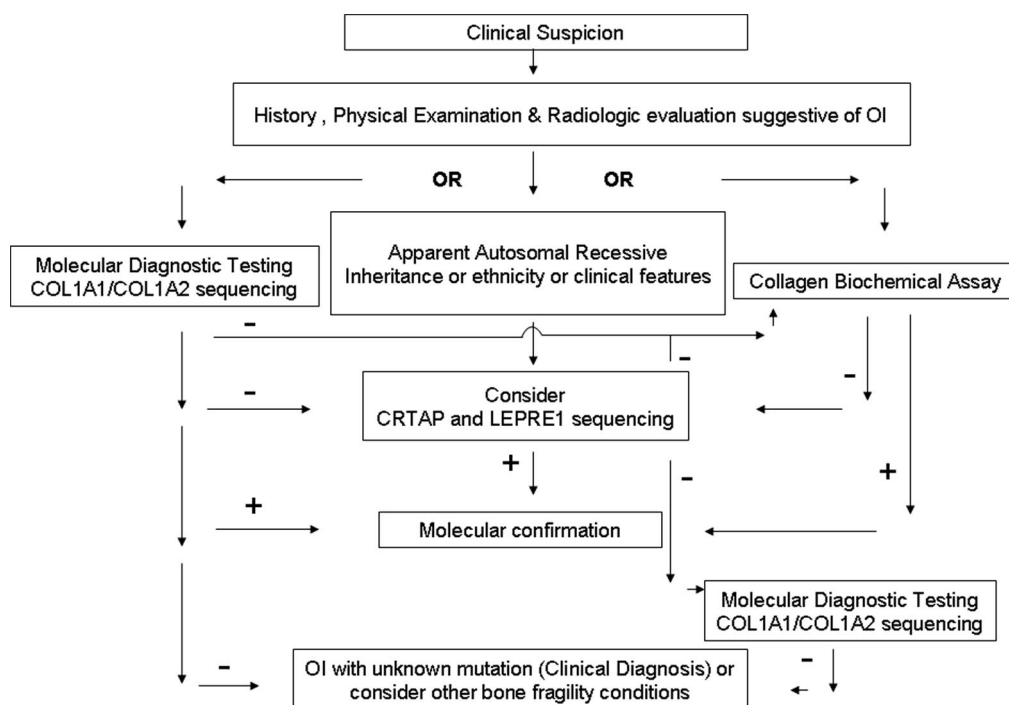 Clinical Suspicion
History , Physical Examination & Radiologic evaluation suggestive of OI
OR
OR
Molecular Diagnostic Testing
COL1A1/COL1A2 sequencing
Apparent Autosomal Recessive
Inheritance or ethnicity or clinical features
Collagen Biochemical Assay
-
-
-
-
Consider
CRTAP and LEPRE1 sequencing
+
-
+
+
Molecular confirmation
Molecular Diagnostic Testing
COL1A1/COL1A2 sequencing
-
-
OI with unknown mutation (Clinical Diagnosis) or
consider other bone fragility conditions